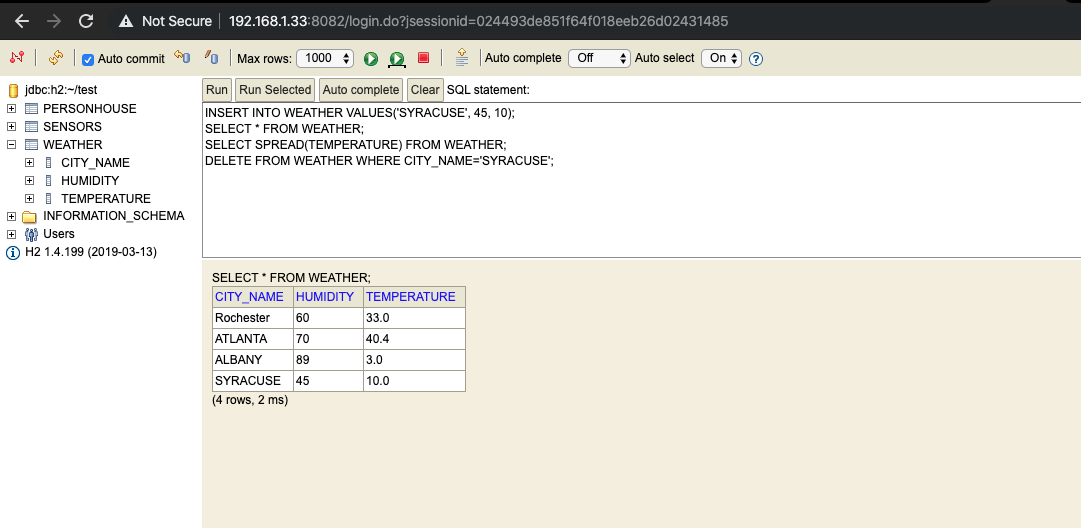 Not Secure 192.168.1.33:8082/login.do?jsessionid=024493de851f64f018eeb26d02431485
Auto commit Max rows: 1000 Auto complete Off Auto select On ?
jdbc:h2:~/test
PERSONHOUSE
SENSORS
WEATHER
CITY_NAME
HUMIDITY
TEMPERATURE
INFORMATION_SCHEMA
Users
H2 1.4.199 (2019-03-13)
Run Run Selected Auto complete Clear SQL statement:
INSERT INTO WEATHER VALUES('SYRACUSE', 45, 10);
SELECT * FROM WEATHER;
SELECT SPREAD(TEMPERATURE) FROM WEATHER;
DELETE FROM WEATHER WHERE CITY_NAME='SYRACUSE';
SELECT * FROM WEATHER;
CITY_NAME HUMIDITY TEMPERATURE
Rochester 60 33.0
ATLANTA 70 40.4
ALBANY 89 3.0
SYRACUSE 45 10.0
(4 rows, 2 ms)